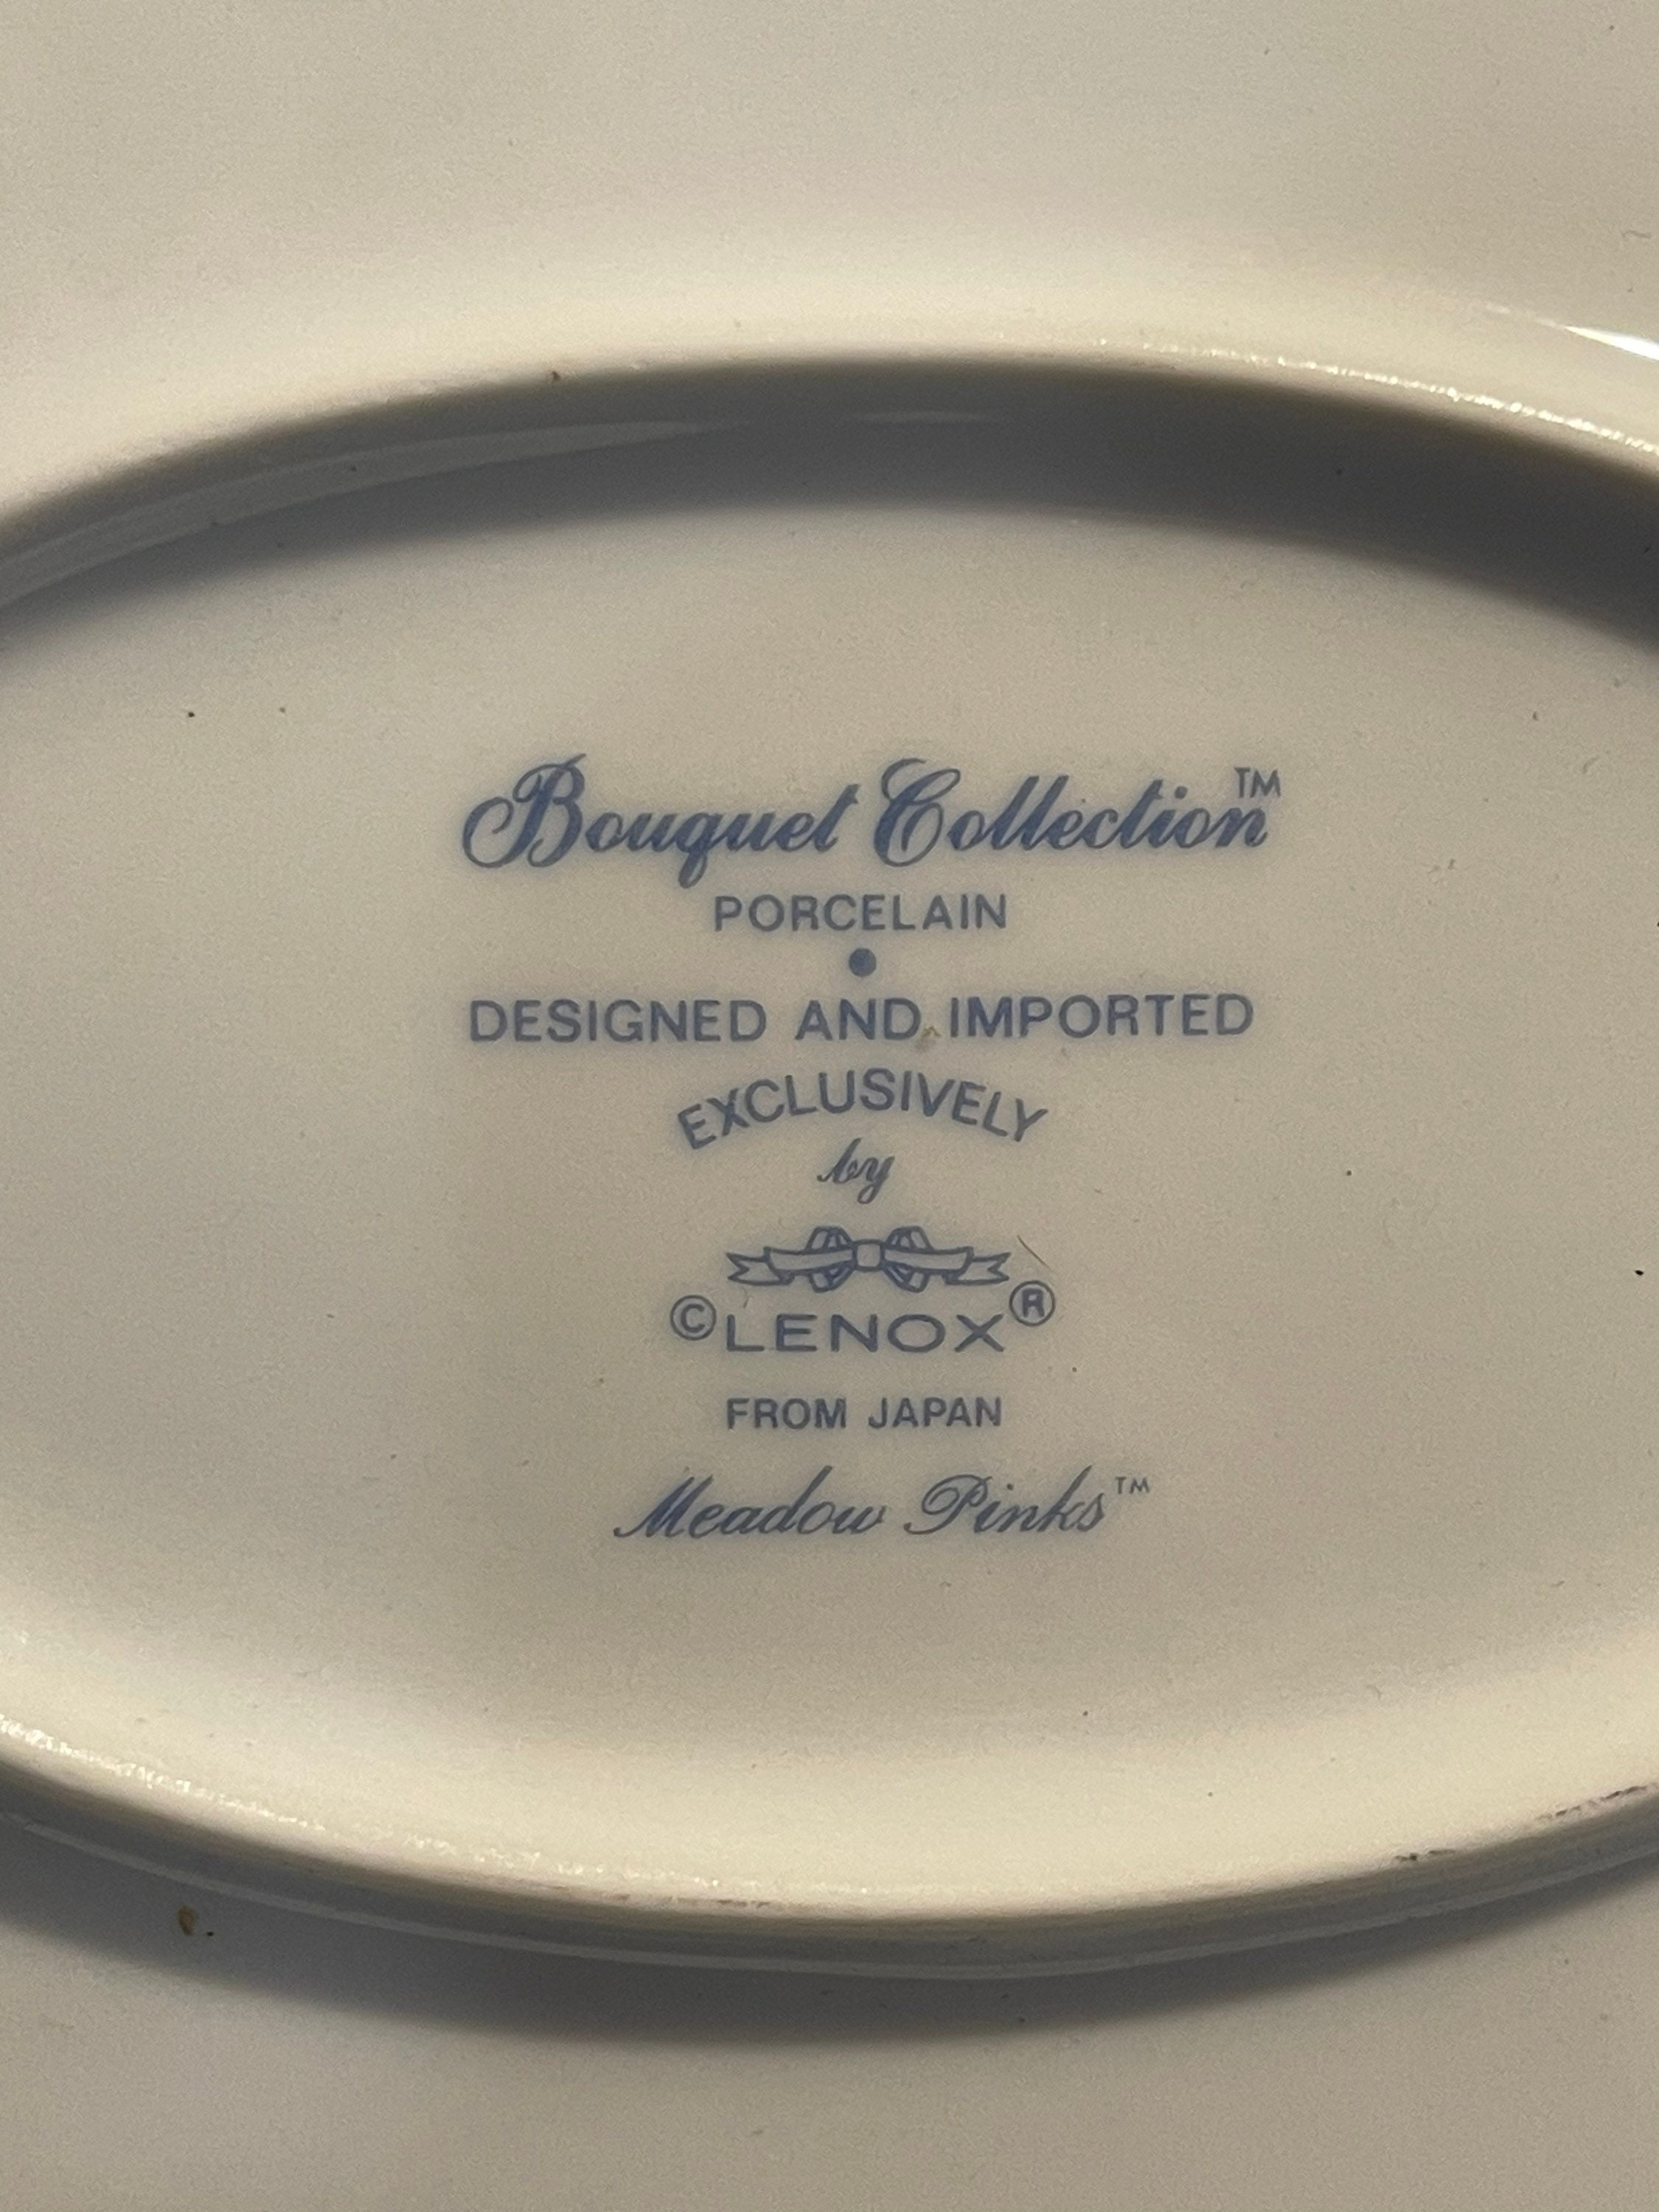 Bouquet Collection™
PORCELAIN
•
DESIGNED AND IMPORTED
EXCLUSIVELY
by
©LENOX®
FROM JAPAN
Meadow Pinks™